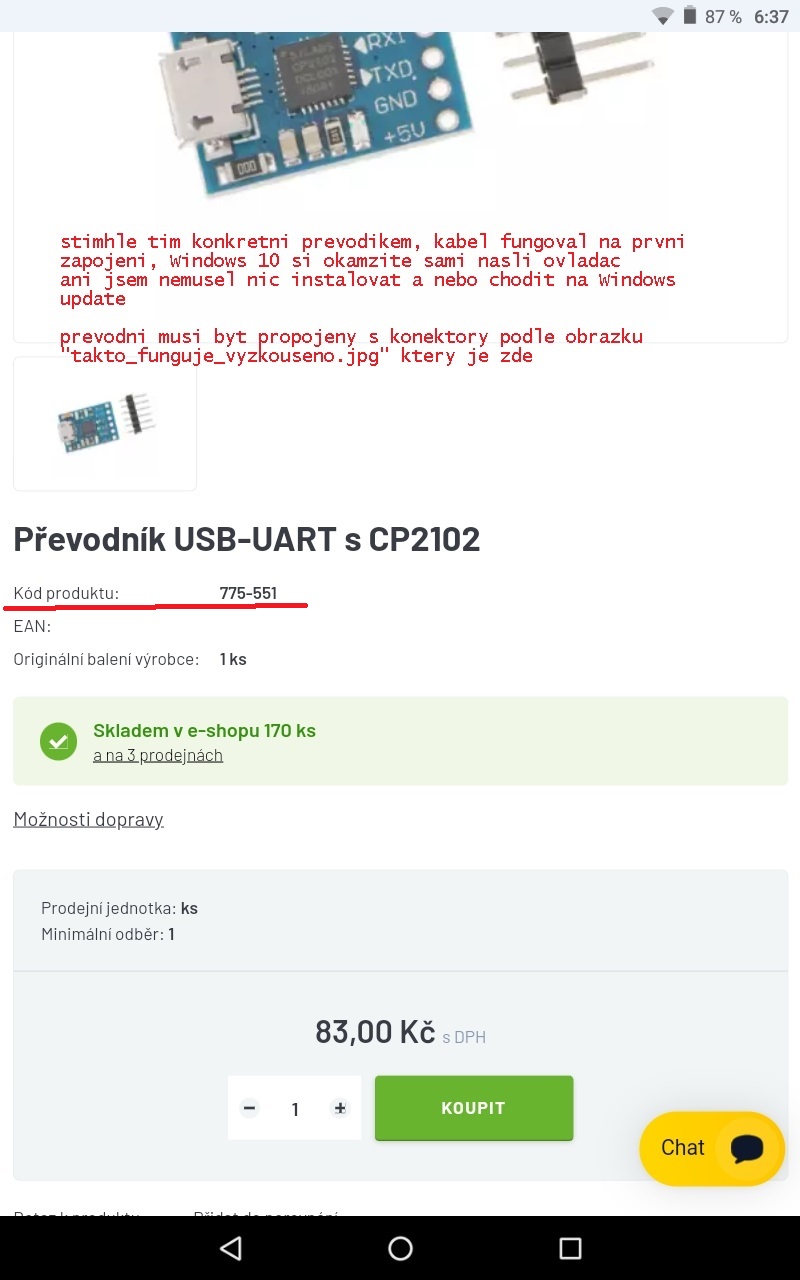 87 % 6:37
RXI
TXD
GND
+5V
CP2102
000
stimhle tim konkretni prevodikem, kabel fungoval na prvni
zapojeni, Windows 10 si okamzite sami nasli ovladac
ani jsem nemusel nic instalovat a nebo chodit na Windows
update
prevodni musi byt propojeny s konektory podle obrazku
"takto_funguje_vyzkouseno.jpg" ktery je zde
Převodník USB-UART s CP2102
Kód produktu: 775-551
EAN:
Originální balení výrobce: 1 ks
Skladem v e-shopu 170 ks
a na 3 prodejnách
Možnosti dopravy
Prodejní jednotka: ks
Minimální odběr: 1
83,00 Kč s DPH
− 1 + KOUPIT
Chat